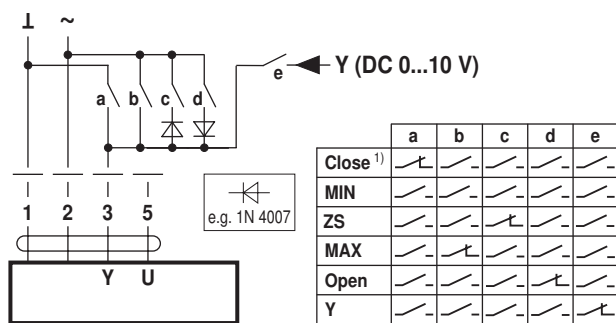 ⊥ ~
e
Y (DC 0...10 V)
a b c d
1 2 3 5
e.g. 1N 4007
Y U
a b c d e
Close 1)
MIN
ZS
MAX
Open
Y